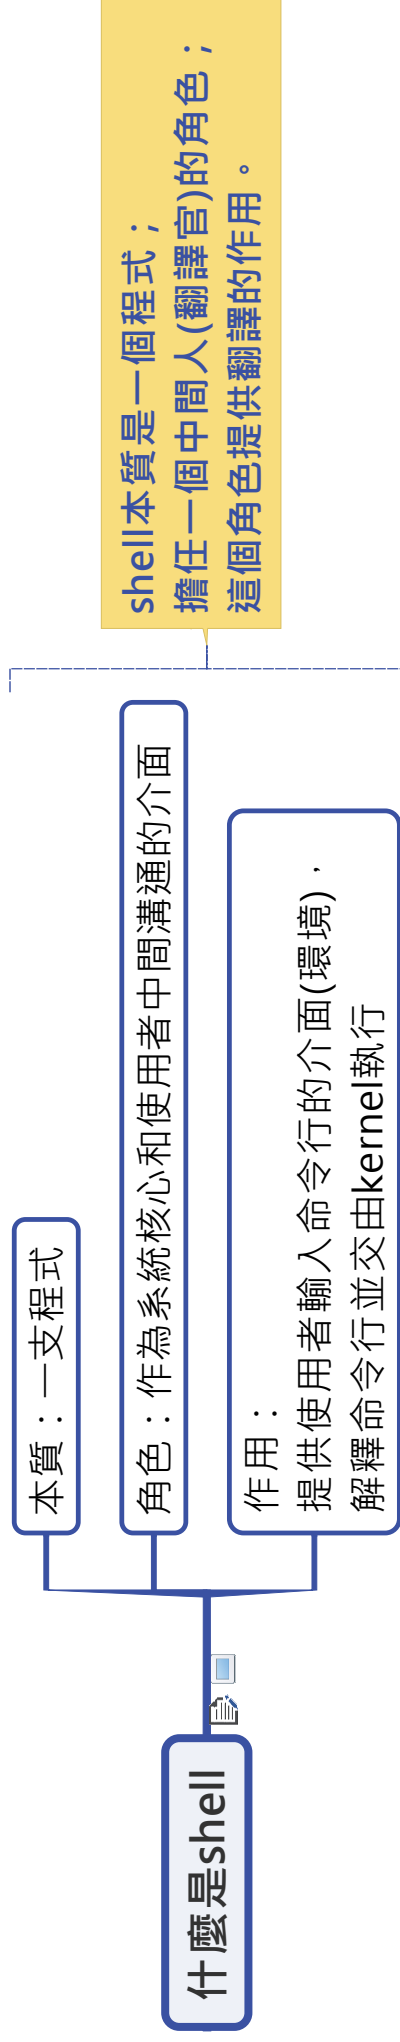 什麼是shell
本質：一支程式
角色：作為系統核心和使用者中間溝通的介面
作用：
提供使用者輸入命令行的介面(環境)，
解釋命令行並交由kernel執行
shell本質是一個程式；
擔任一個中間人(翻譯官)的角色；
這個角色提供翻譯的作用。